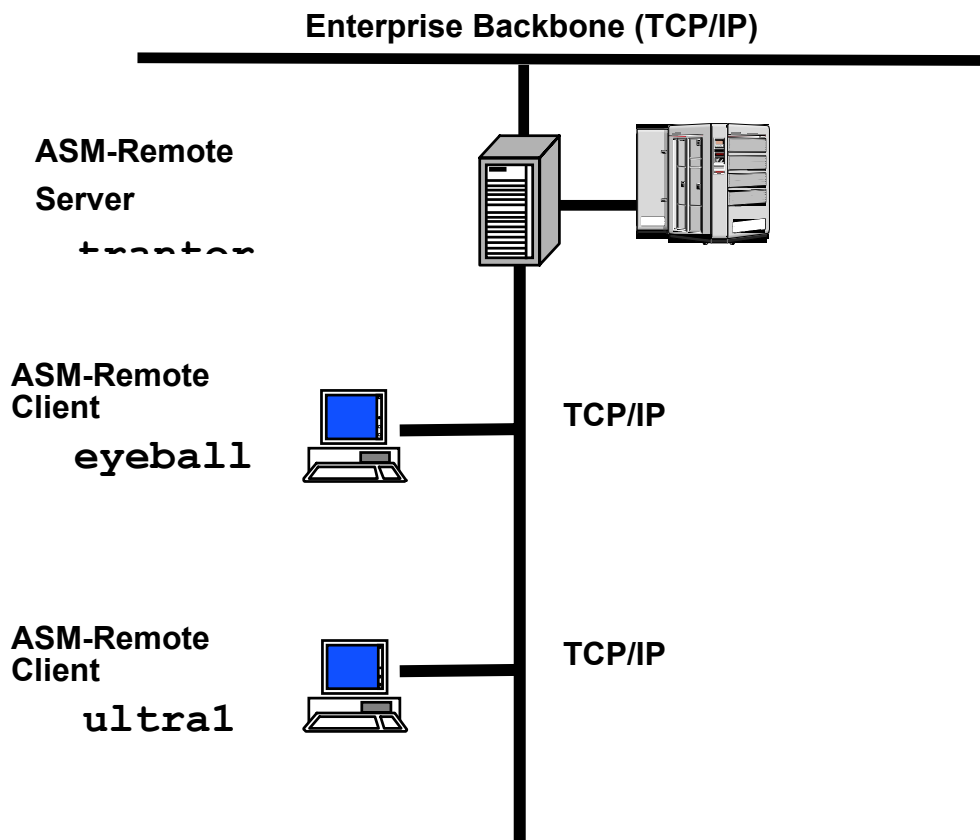 Enterprise Backbone (TCP/IP)
ASM-Remote
Server
ASM-Remote
Client
eyeball
TCP/IP
ASM-Remote
Client
ultra1
TCP/IP